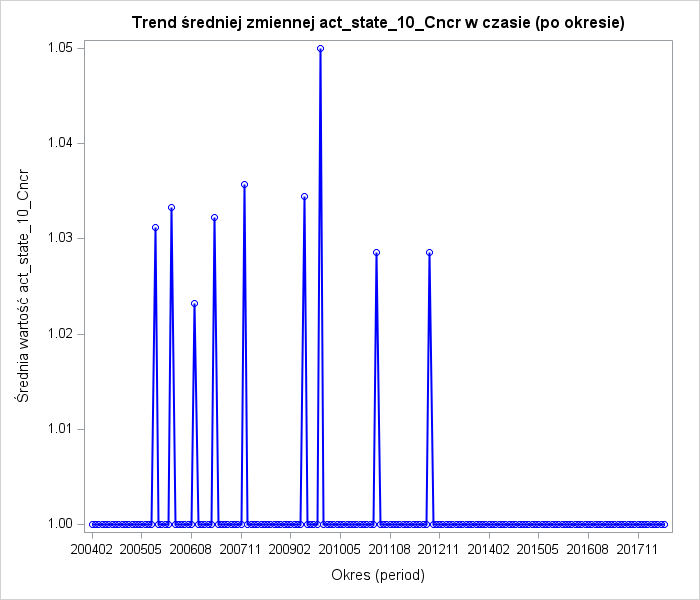 Trend średniej zmiennej act_state_10_Cncr w czasie (po okresie)
Średnia wartość act_state_10_Cncr
1.05
1.04
1.03
1.02
1.01
1.00
200402 200505 200608 200711 200902 201005 201108 201211 201402 201505 201608 201711
Okres (period)